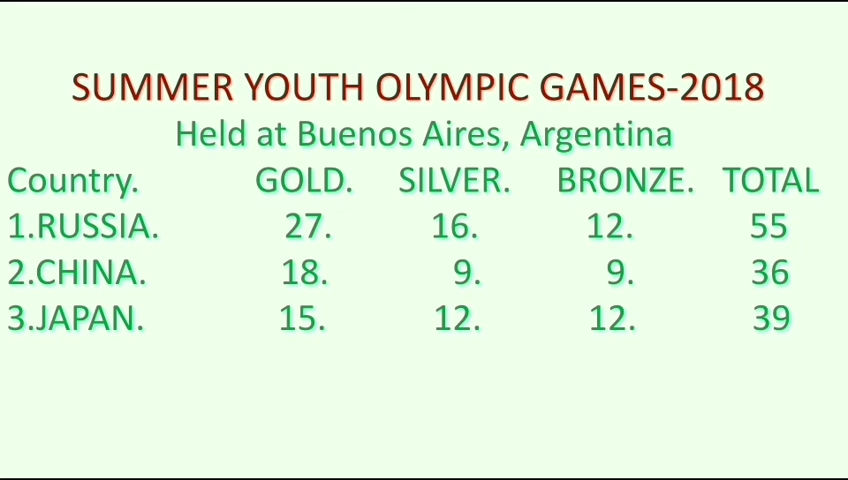 SUMMER YOUTH OLYMPIC GAMES-2018
Held at Buenos Aires, Argentina
Country. GOLD. SILVER. BRONZE. TOTAL
1.RUSSIA. 27. 16. 12. 55
2.CHINA. 18. 9. 9. 36
3.JAPAN. 15. 12. 12. 39